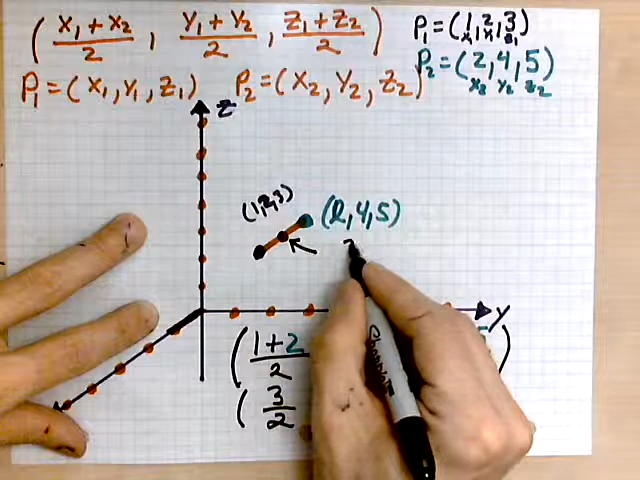 ( (x₁ + x₂)/2 , (y₁ + y₂)/2 , (z₁ + z₂)/2 )
P₁ = (1, 2, 3)
x₁ z₁
P₂ = (2, 4, 5)
x₂ y₂ z₂
P₁ = (x₁, y₁, z₁) P₂ = (x₂, y₂, z₂)
z
(1, 2, 3)
(2, 4, 5)
y
( (1 + 2)/2
)
( 3/2